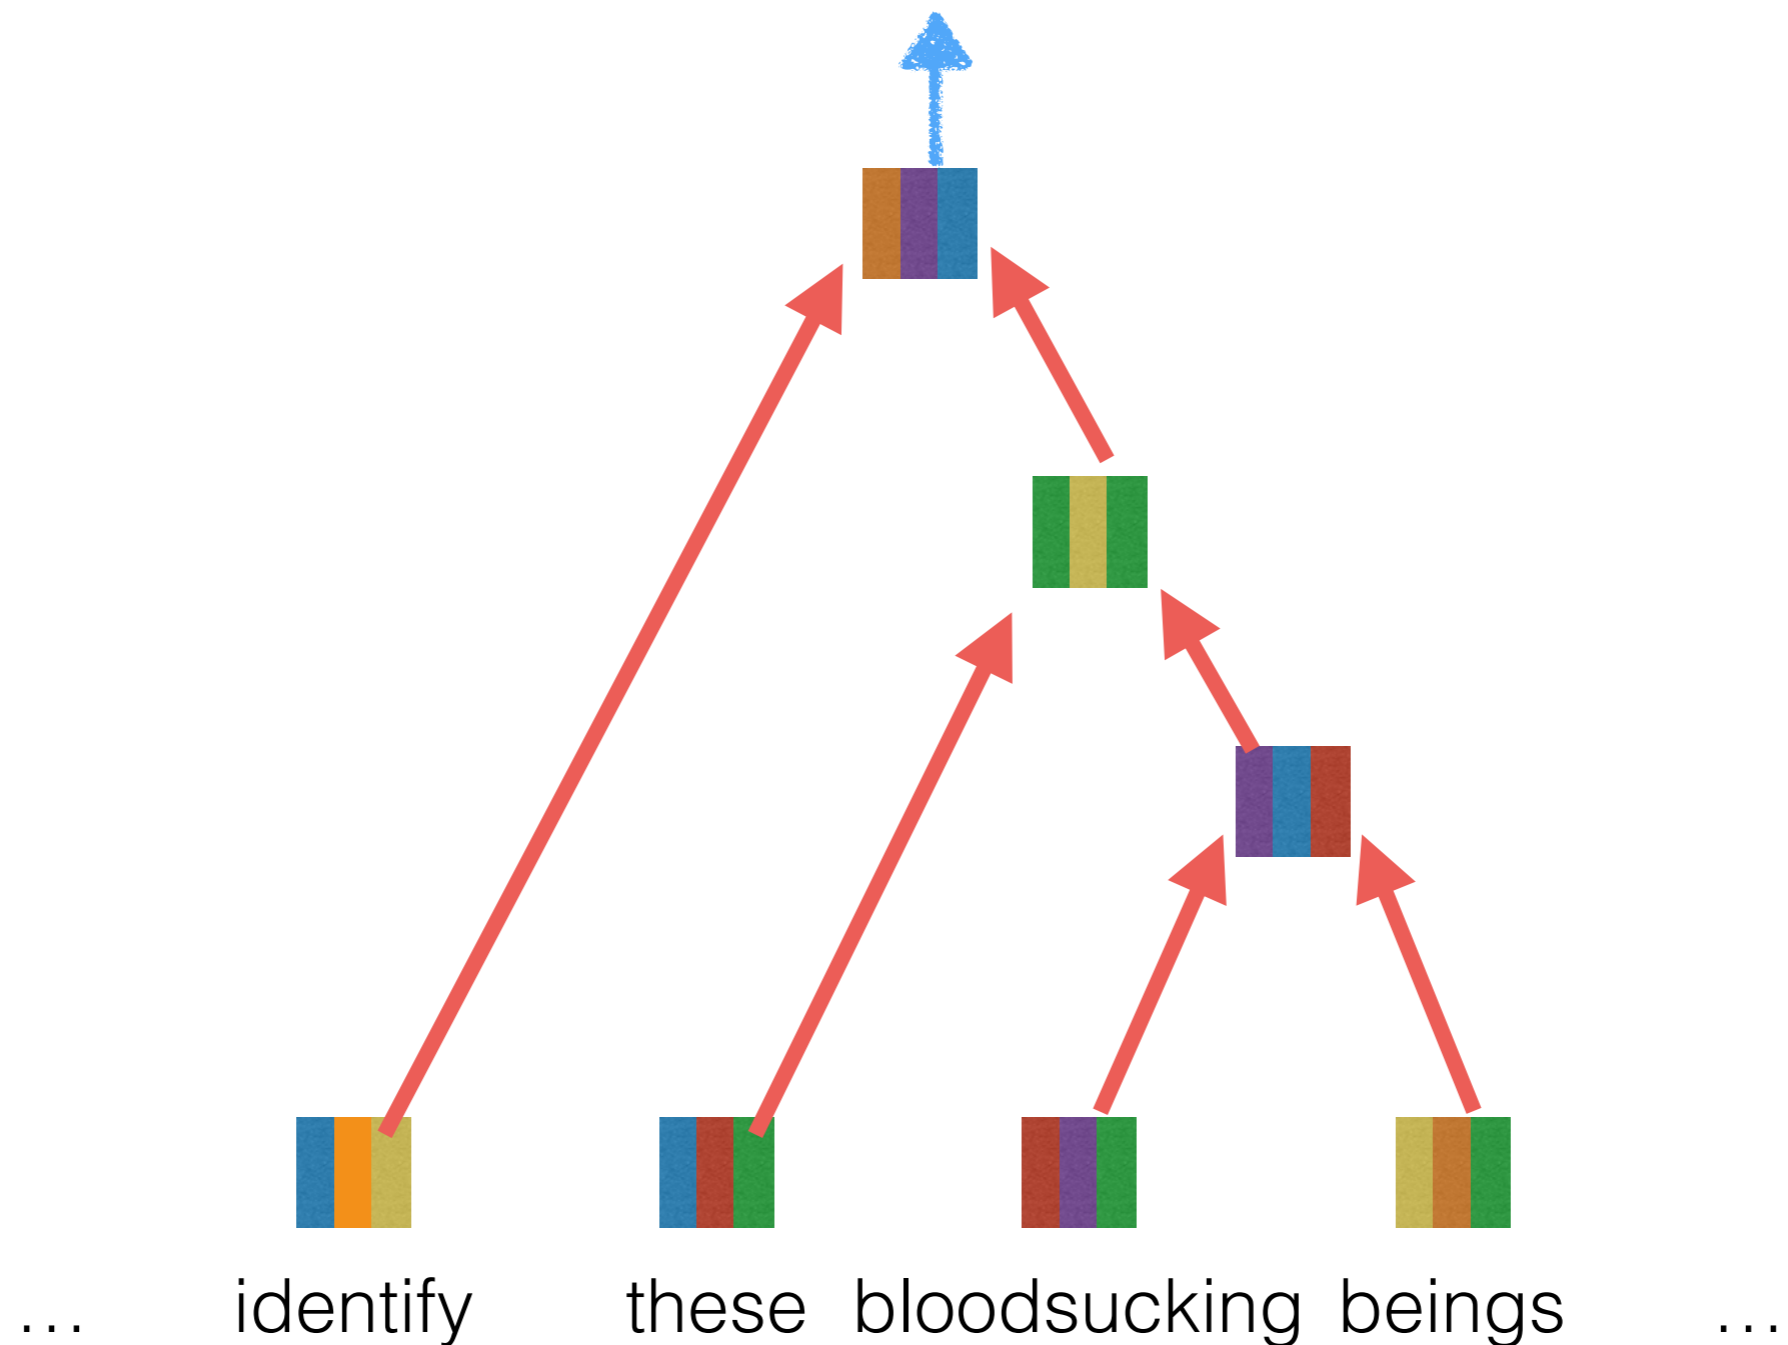 … identify these bloodsucking beings …